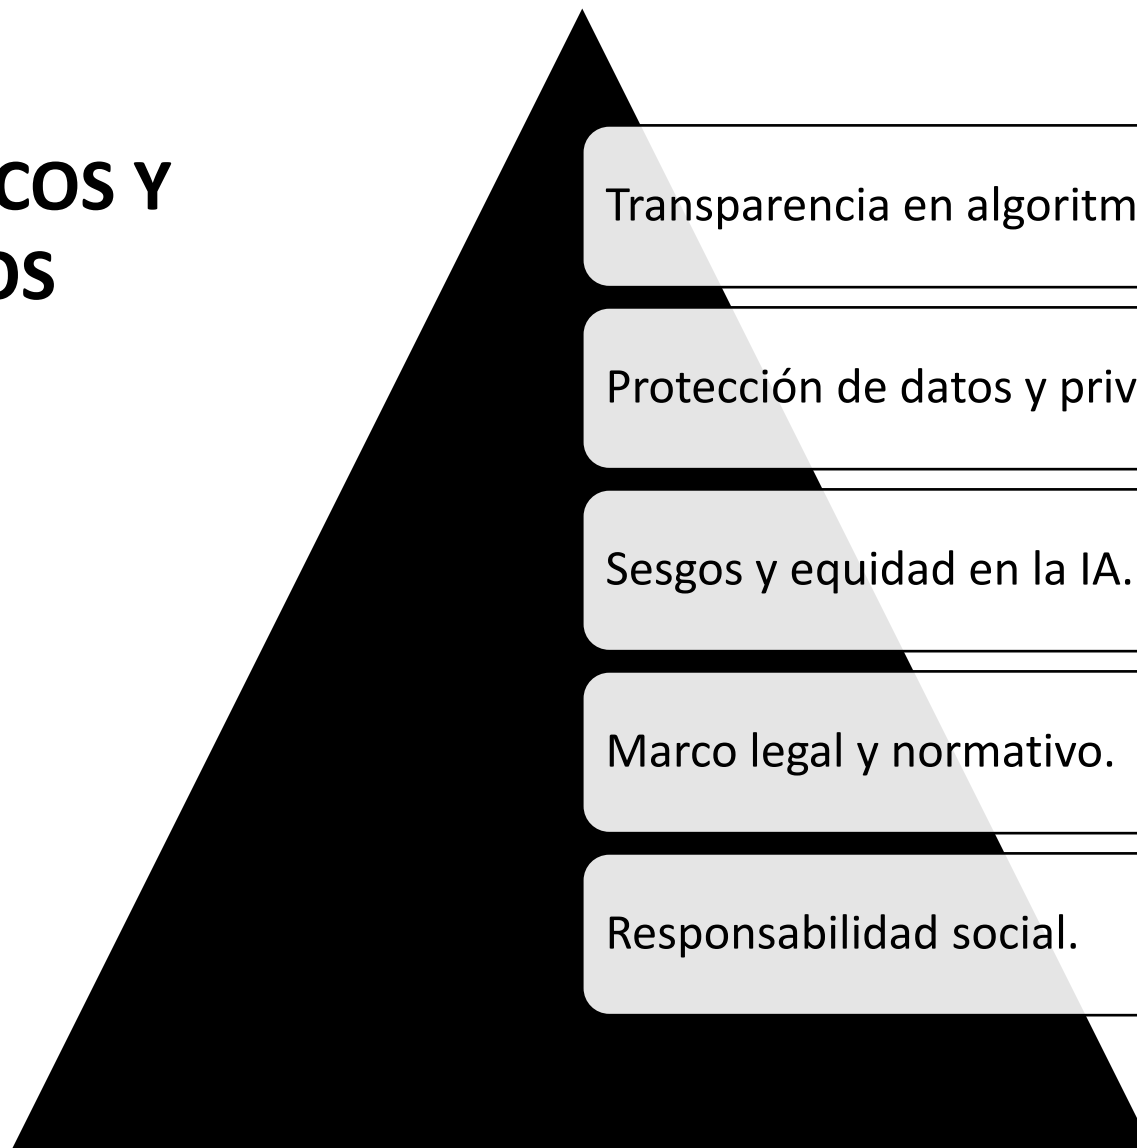 COS Y
OS
Transparencia en algoritm
Protección de datos y priv
Sesgos y equidad en la IA.
Marco legal y normativo.
Responsabilidad social.